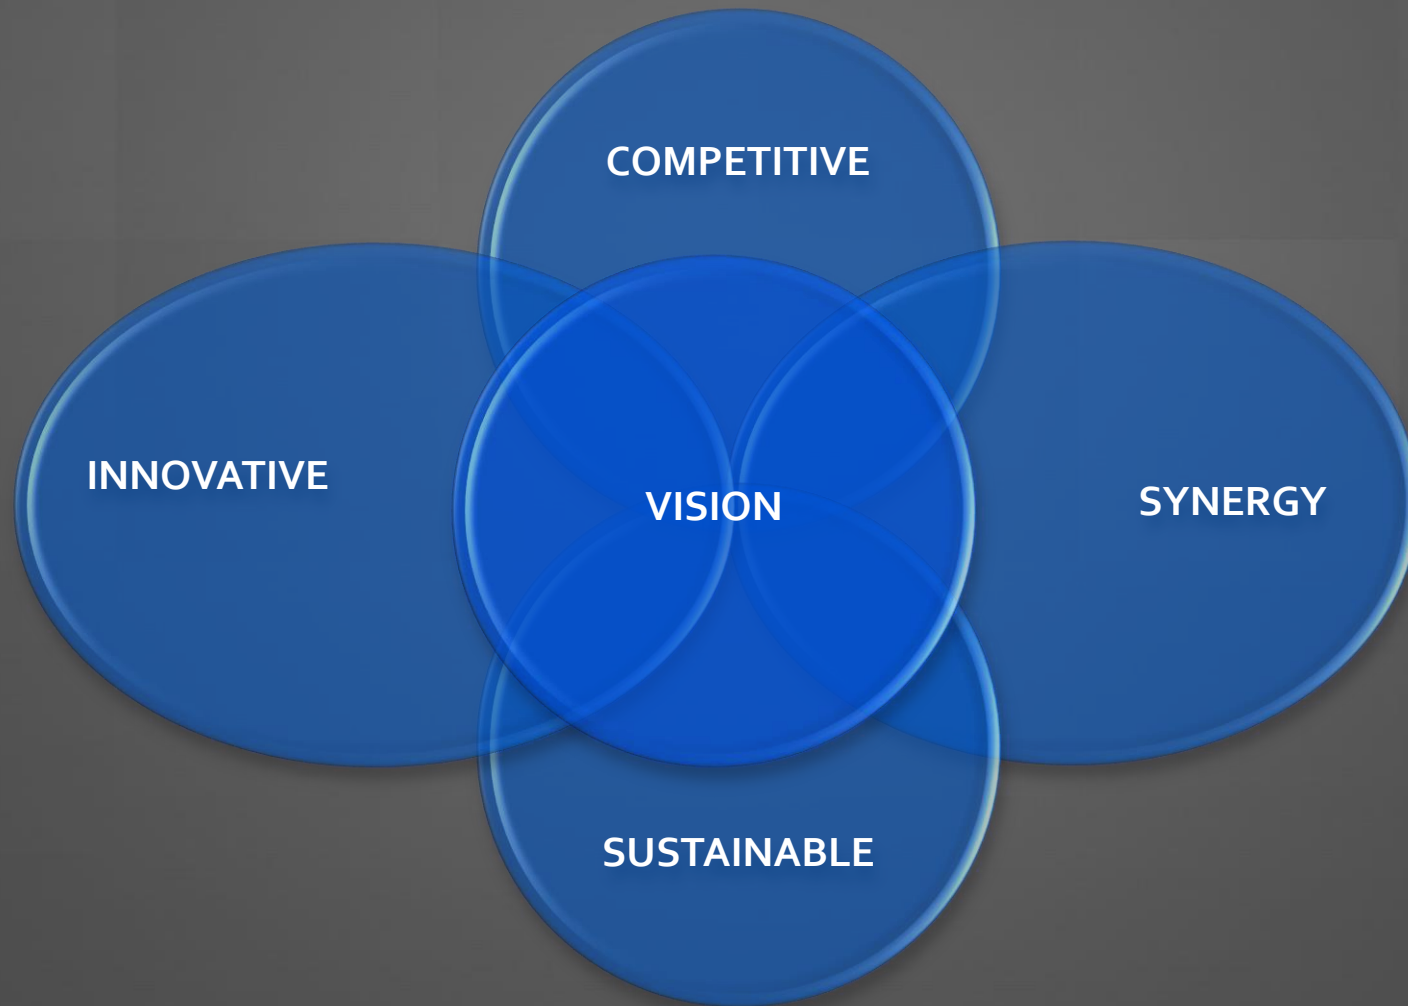 COMPETITIVE
INNOVATIVE
VISION
SYNERGY
SUSTAINABLE